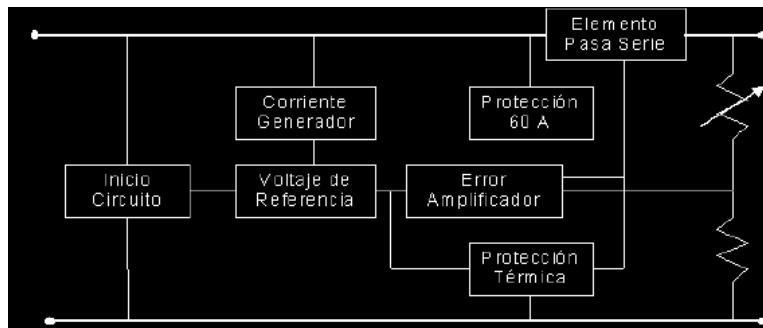 Elemento
Pasa Serie
Corriente
Generador
Protección
60 A
Inicio
Circuito
Voltaje de
Referencia
Error
Amplificador
Protección
Térmica